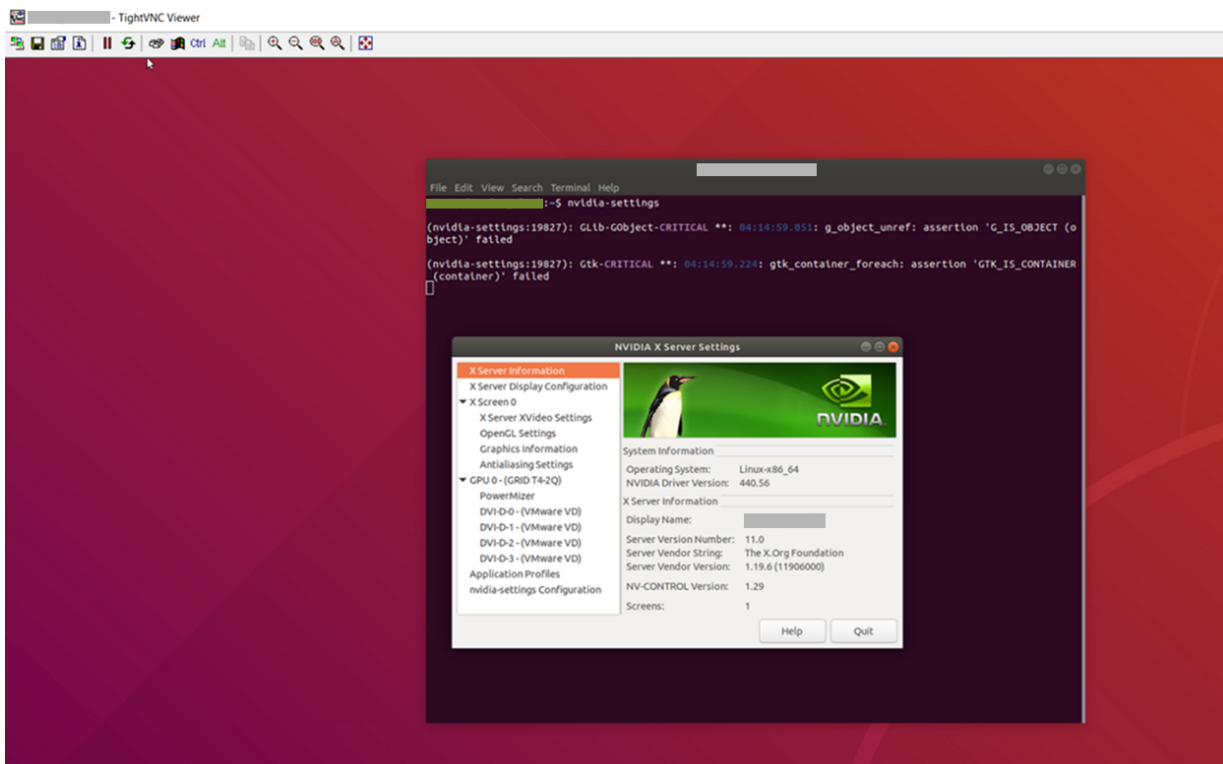 - TightVNC Viewer
Ctrl Alt
File Edit View Search Terminal Help
:~$ nvidia-settings
(nvidia-settings:19827): GLib-GObject-CRITICAL **: 04:14:59.051: g_object_unref: assertion 'G_IS_OBJECT (o
bject)' failed
(nvidia-settings:19827): Gtk-CRITICAL **: 04:14:59.224: gtk_container_foreach: assertion 'GTK_IS_CONTAINER
(container)' failed
NVIDIA X Server Settings
X Server Information
X Server Display Configuration
X Screen 0
X Server XVideo Settings
OpenGL Settings
Graphics Information
Antialiasing Settings
GPU 0 - (GRID T4-2Q)
PowerMizer
DVI-D-0 - (VMware VD)
DVI-D-1 - (VMware VD)
DVI-D-2 - (VMware VD)
DVI-D-3 - (VMware VD)
Application Profiles
nvidia-settings Configuration
NVIDIA
System Information
Operating System: Linux-x86_64
NVIDIA Driver Version: 440.56
X Server Information
Display Name:
Server Version Number: 11.0
Server Vendor String: The X.Org Foundation
Server Vendor Version: 1.19.6 (11906000)
NV-CONTROL Version: 1.29
Screens: 1
Help Quit